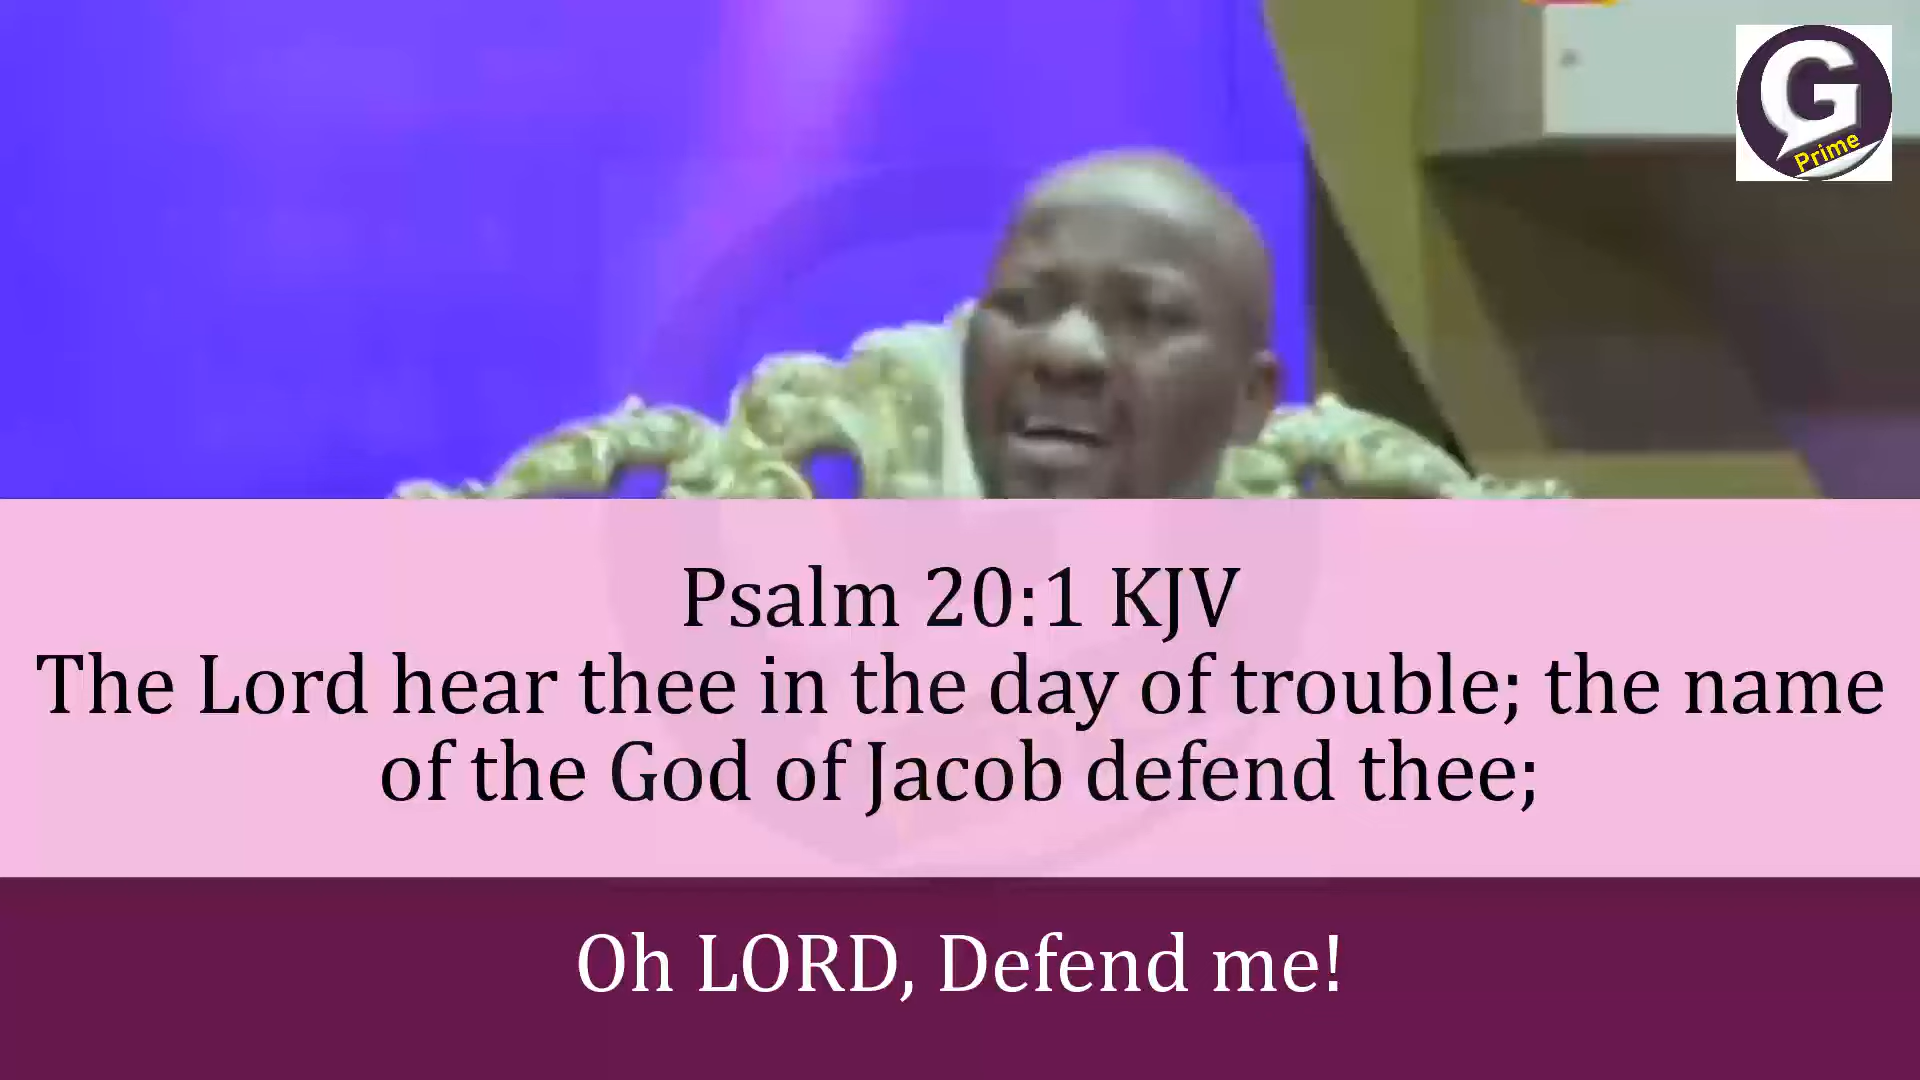 G
Prime
Psalm 20:1 KJV
The Lord hear thee in the day of trouble; the name
of the God of Jacob defend thee;
Oh LORD, Defend me!